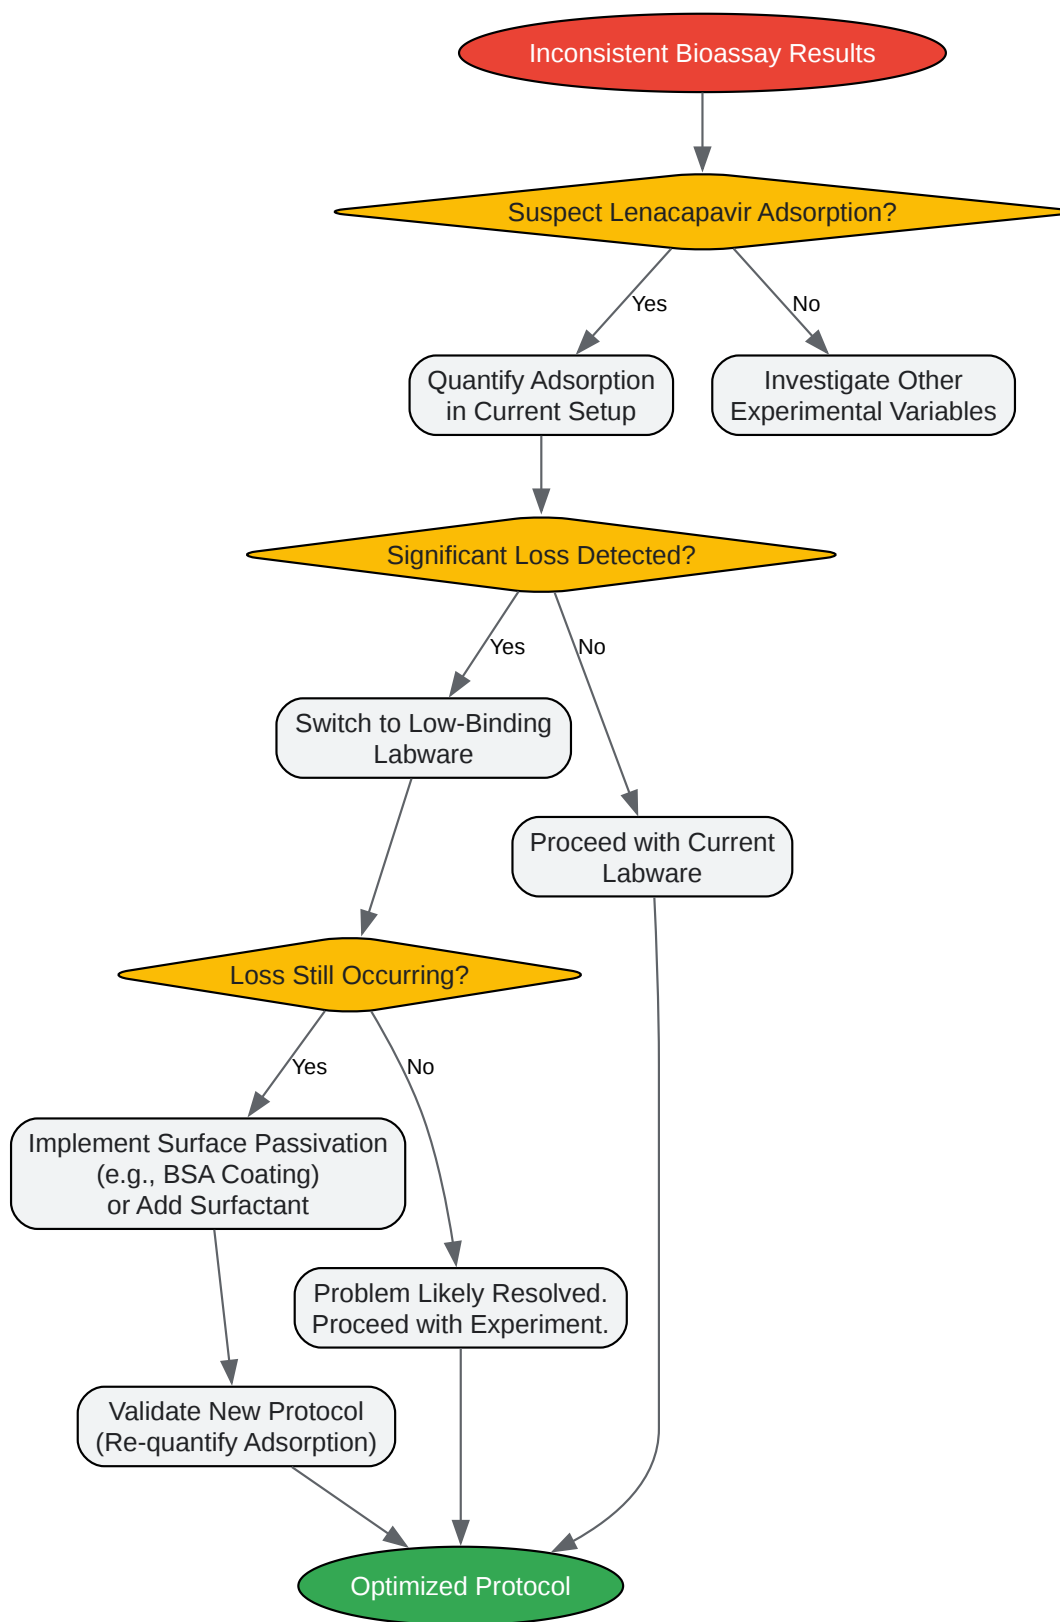 Inconsistent Bioassay Results
Suspect Lenacapavir Adsorption?
Yes
No
Quantify Adsorption
in Current Setup
Investigate Other
Experimental Variables
Significant Loss Detected?
Yes
No
Switch to Low-Binding
Labware
Proceed with Current
Labware
Loss Still Occurring?
Yes
No
Implement Surface Passivation
(e.g., BSA Coating)
or Add Surfactant
Problem Likely Resolved.
Proceed with Experiment.
Validate New Protocol
(Re-quantify Adsorption)
Optimized Protocol